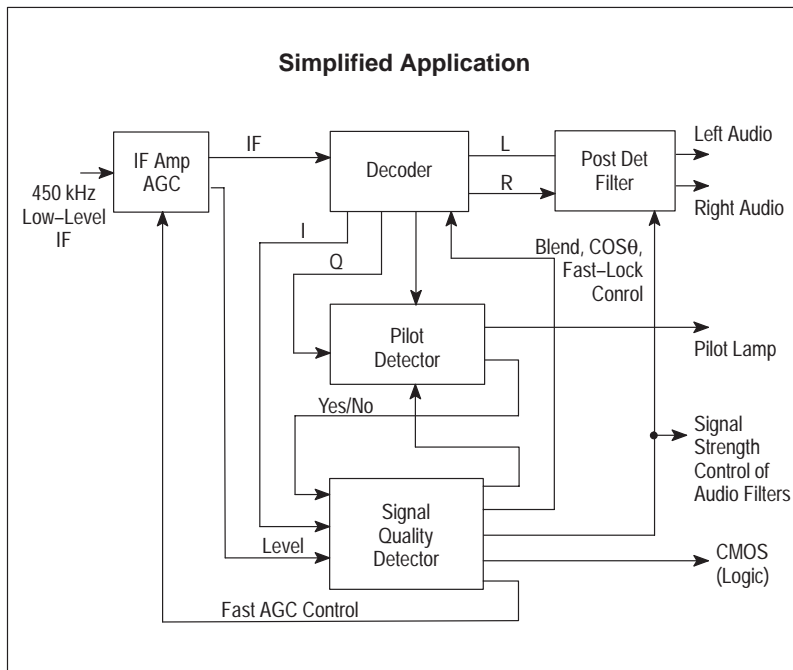 Simplified Application
IF Amp
AGC
450 kHz
Low–Level
IF
IF
Decoder
L
R
Post Det
Filter
Left Audio
Right Audio
I
Q
Blend, COSθ,
Fast–Lock
Conrol
Pilot
Detector
Pilot Lamp
Yes/No
Signal
Strength
Control of
Audio Filters
Signal
Quality
Detector
Level
CMOS
(Logic)
Fast AGC Control